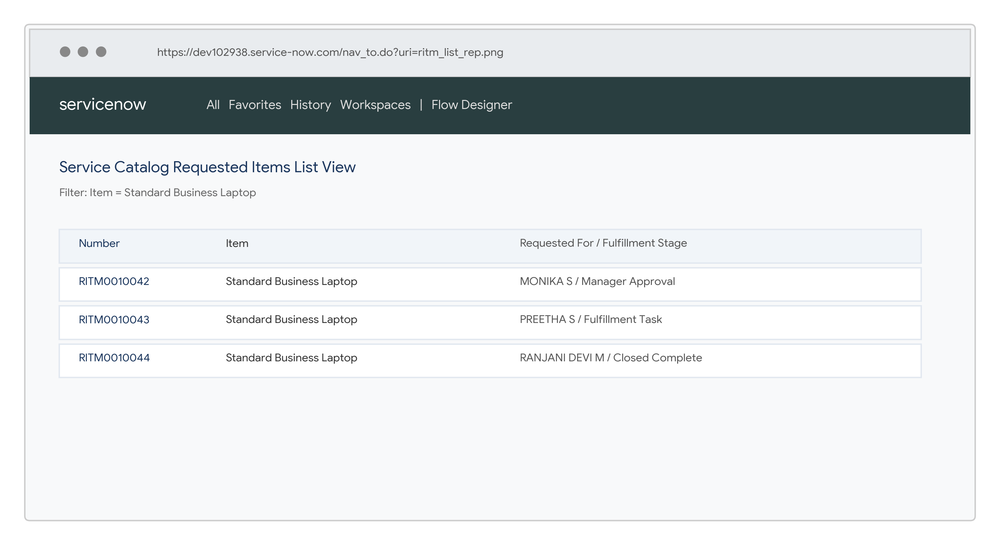 https://dev102938.service-now.com/nav_to.do?uri=ritm_list_rep.png
servicenow All Favorites History Workspaces | Flow Designer
Service Catalog Requested Items List View
Filter: Item = Standard Business Laptop
Number Item Requested For / Fulfillment Stage
RITM0010042 Standard Business Laptop MONIKA S / Manager Approval
RITM0010043 Standard Business Laptop PREETHA S / Fulfillment Task
RITM0010044 Standard Business Laptop RANJANI DEVI M / Closed Complete